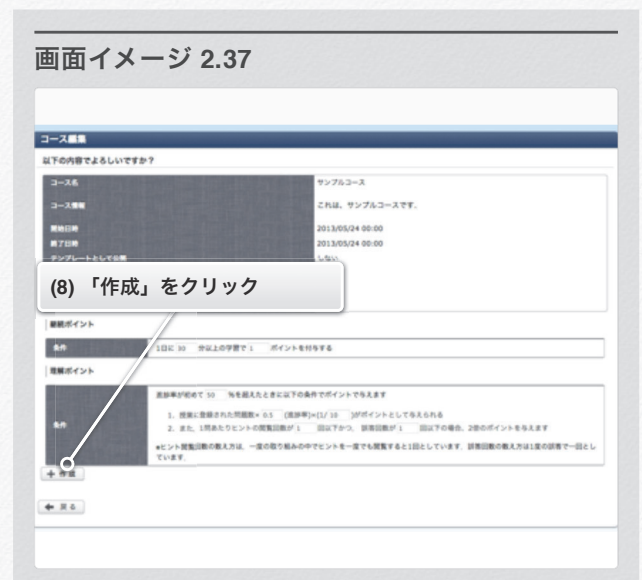 画面イメージ 2.37
コース編集
以下の内容でよろしいですか?
コース名 サンプルコース
コース情報 これは、サンプルコースです。
開始日時 2013/05/24 00:00
終了日時 2013/05/24 00:00
テンプレートとして公開 しない
(8) 「作成」をクリック
継続ポイント
条件 1日に 30 分以上の学習で 1 ポイントを付与する
理解ポイント
進捗率が初めて 50 %を超えたときに以下の条件でポイントで与えます
1. 授業に登録された問題数× 0.5 (進捗率)×(1/ 10 )がポイントとして与えられる
2. また、1問あたりヒントの閲覧回数が 1 回以下かつ、誤答回数が 1 回以下の場合、2倍のポイントを与えます
条件
※ヒント閲覧回数の数え方は、一度の取り組みの中でヒントを一度でも閲覧すると1回としています。誤答回数の数え方は1度の誤答で一回とし
ています。
+ 作成
戻る